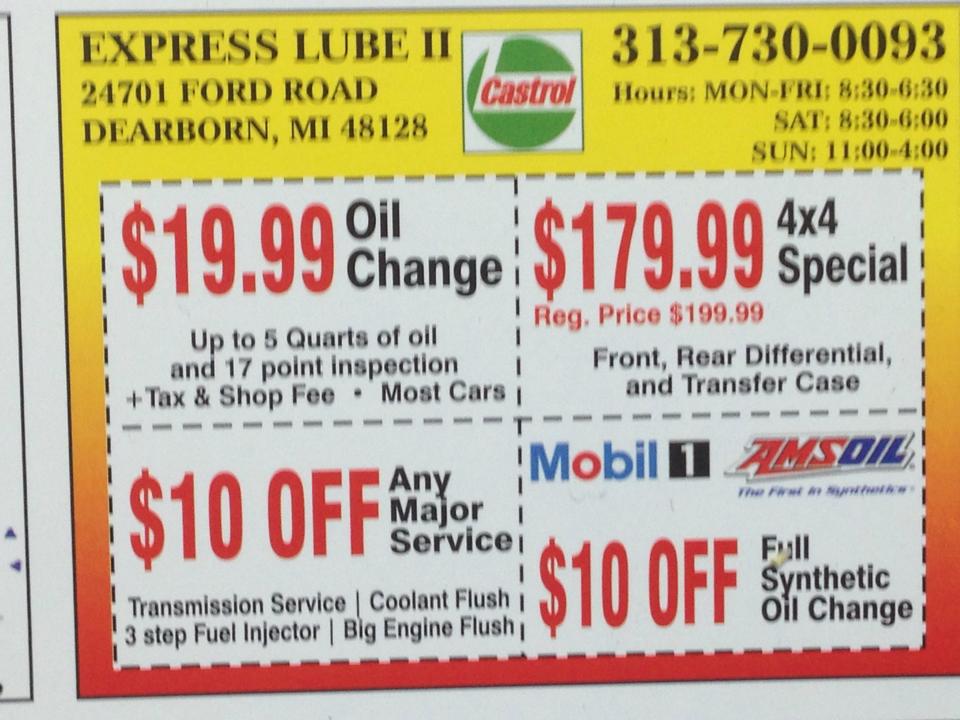 EXPRESS LUBE II
24701 FORD ROAD
DEARBORN, MI 48128
Castrol
313-730-0093
Hours: MON-FRI: 8:30-6:30
SAT: 8:30-6:00
SUN: 11:00-4:00
$19.99 Oil Change
Up to 5 Quarts of oil
and 17 point inspection
+Tax & Shop Fee • Most Cars
$179.99 4x4 Special
Reg. Price $199.99
Front, Rear Differential,
and Transfer Case
$10 OFF Any Major Service
Transmission Service | Coolant Flush
3 step Fuel Injector | Big Engine Flush
Mobil 1
AMSOIL
The First in Synthetics
$10 OFF Full Synthetic Oil Change